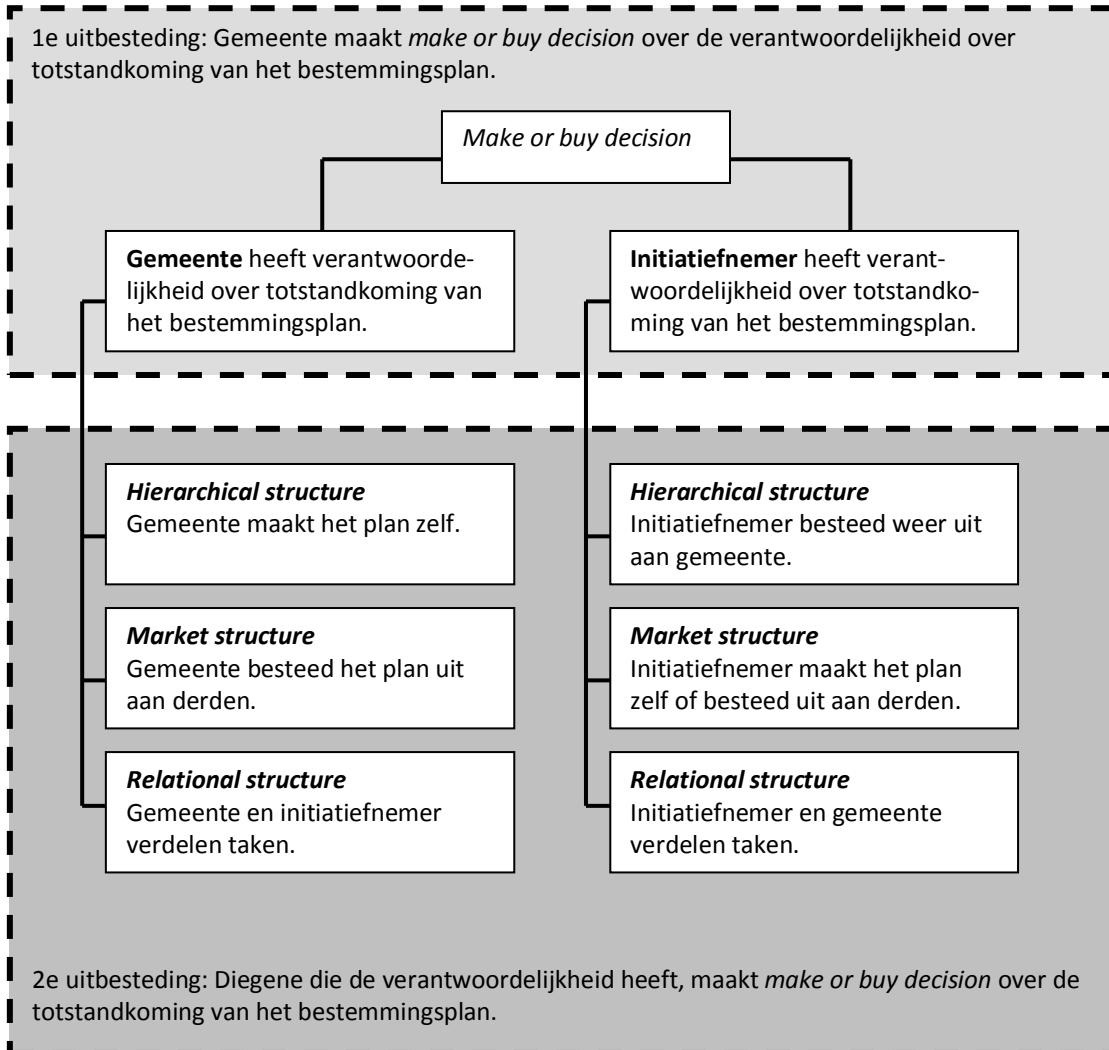 1e uitbesteding: Gemeente maakt make or buy decision over de verantwoordelijkheid over
totstandkoming van het bestemmingsplan.
Make or buy decision
Gemeente heeft verantwoorde-
lijkheid over totstandkoming van
het bestemmingsplan.
Initiatiefnemer heeft verant-
woordelijkheid over totstandko-
ming van het bestemmingsplan.
Hierarchical structure
Gemeente maakt het plan zelf.
Hierarchical structure
Initiatiefnemer besteed weer uit
aan gemeente.
Market structure
Gemeente besteed het plan uit
aan derden.
Market structure
Initiatiefnemer maakt het plan
zelf of besteed uit aan derden.
Relational structure
Gemeente en initiatiefnemer
verdelen taken.
Relational structure
Initiatiefnemer en gemeente
verdelen taken.
2e uitbesteding: Diegene die de verantwoordelijkheid heeft, maakt make or buy decision over de
totstandkoming van het bestemmingsplan.